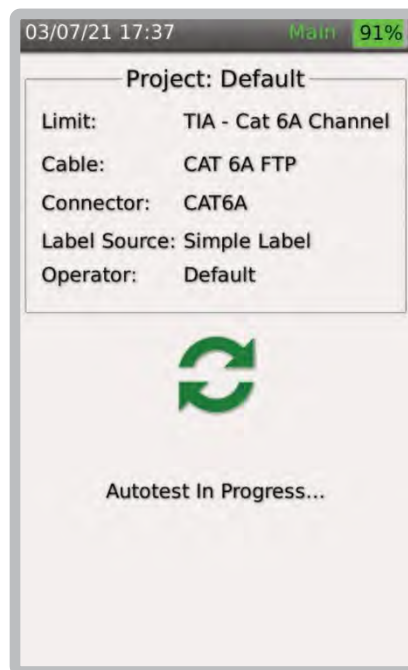 03/07/21 17:37 Main 91%
Project: Default
Limit: TIA - Cat 6A Channel
Cable: CAT 6A FTP
Connector: CAT6A
Label Source: Simple Label
Operator: Default
Autotest In Progress...